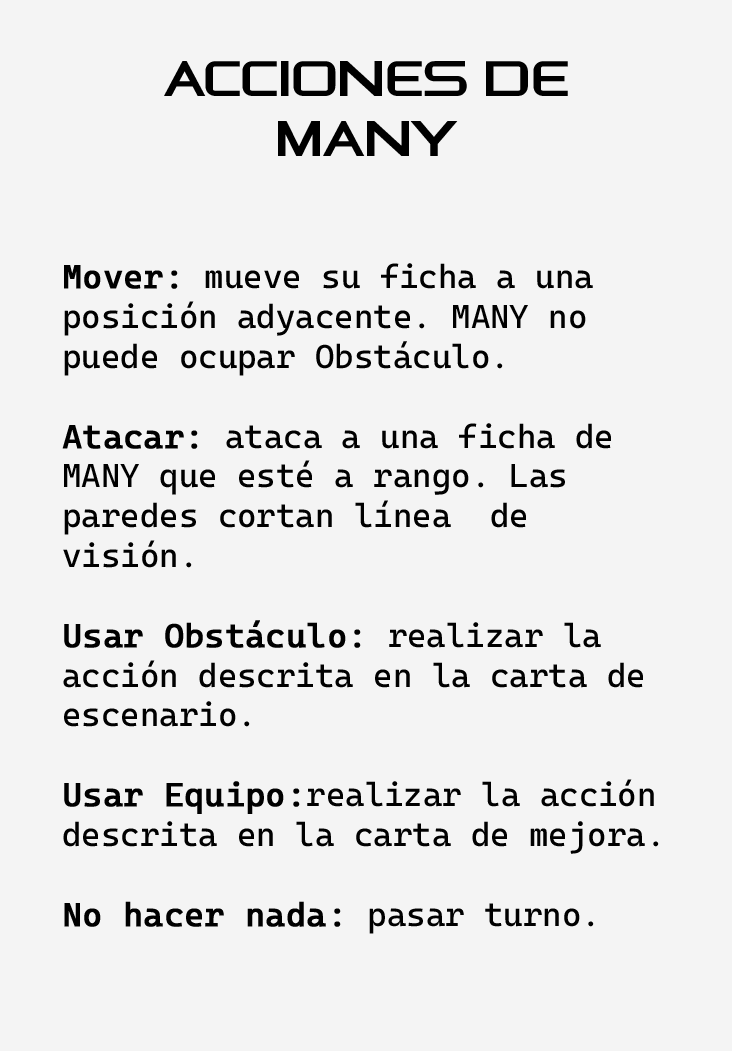 ACCIONES DE
MANY
Mover: mueve su ficha a una
posición adyacente. MANY no
puede ocupar Obstáculo.
Atacar: ataca a una ficha de
MANY que esté a rango. Las
paredes cortan línea  de
visión.
Usar Obstáculo: realizar la
acción descrita en la carta de
escenario.
Usar Equipo:realizar la acción
descrita en la carta de mejora.
No hacer nada: pasar turno.